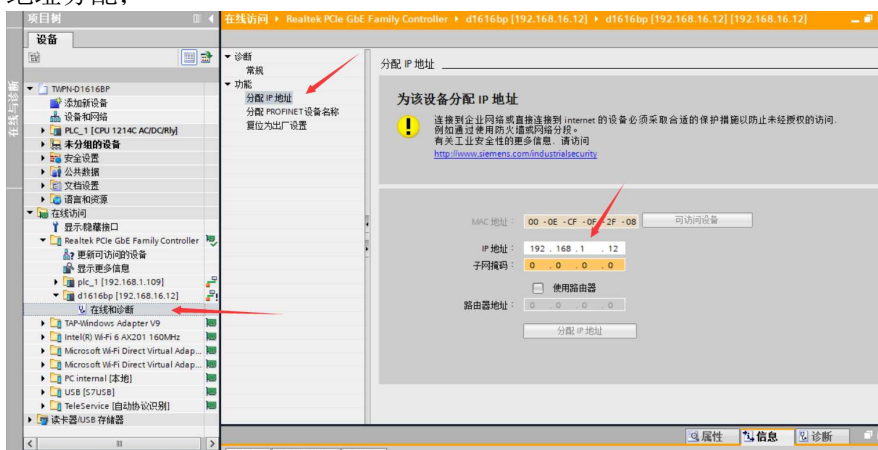 地址分配;
项目树
在线访问 ▸ Realtek PCIe GbE Family Controller ▸ d1616bp [192.168.16.12] ▸ d1616bp [192.168.16.12] [192.168.16.12]
设备
在线与诊断
TWPN-D1616BP
添加新设备
设备和网络
PLC_1 [CPU 1214C AC/DC/Rly]
未分组的设备
安全设置
公共数据
文档设置
语言和资源
在线访问
显示/隐藏接口
Realtek PCIe GbE Family Controller
更新可访问的设备
显示更多信息
plc_1 [192.168.1.109]
d1616bp [192.168.16.12]
在线和诊断
TAP-Windows Adapter V9
Intel(R) Wi-Fi 6 AX201 160MHz
Microsoft Wi-Fi Direct Virtual Adap...
Microsoft Wi-Fi Direct Virtual Adap...
PC internal [本地]
USB [S7USB]
TeleService [自动协议识别]
读卡器/USB 存储器
诊断
常规
功能
分配 IP 地址
分配 PROFINET 设备名称
复位为出厂设置
分配 IP 地址
为该设备分配 IP 地址
连接到企业网络或直接连接到 internet 的设备必须采取合适的保护措施以防止未经授权的访问.
例如通过使用防火墙或网络分段。
有关工业安全性的更多信息. 请访问
http://www.siemens.com/industrialsecurity
MAC 地址: 00 -0E -CF -0F -2F -08 可访问设备
IP 地址: 192 . 168 . 1 . 12
子网掩码: 0 . 0 . 0 . 0
使用路由器
路由器地址: 0 . 0 . 0 . 0
分配 IP 地址
属性 信息 诊断